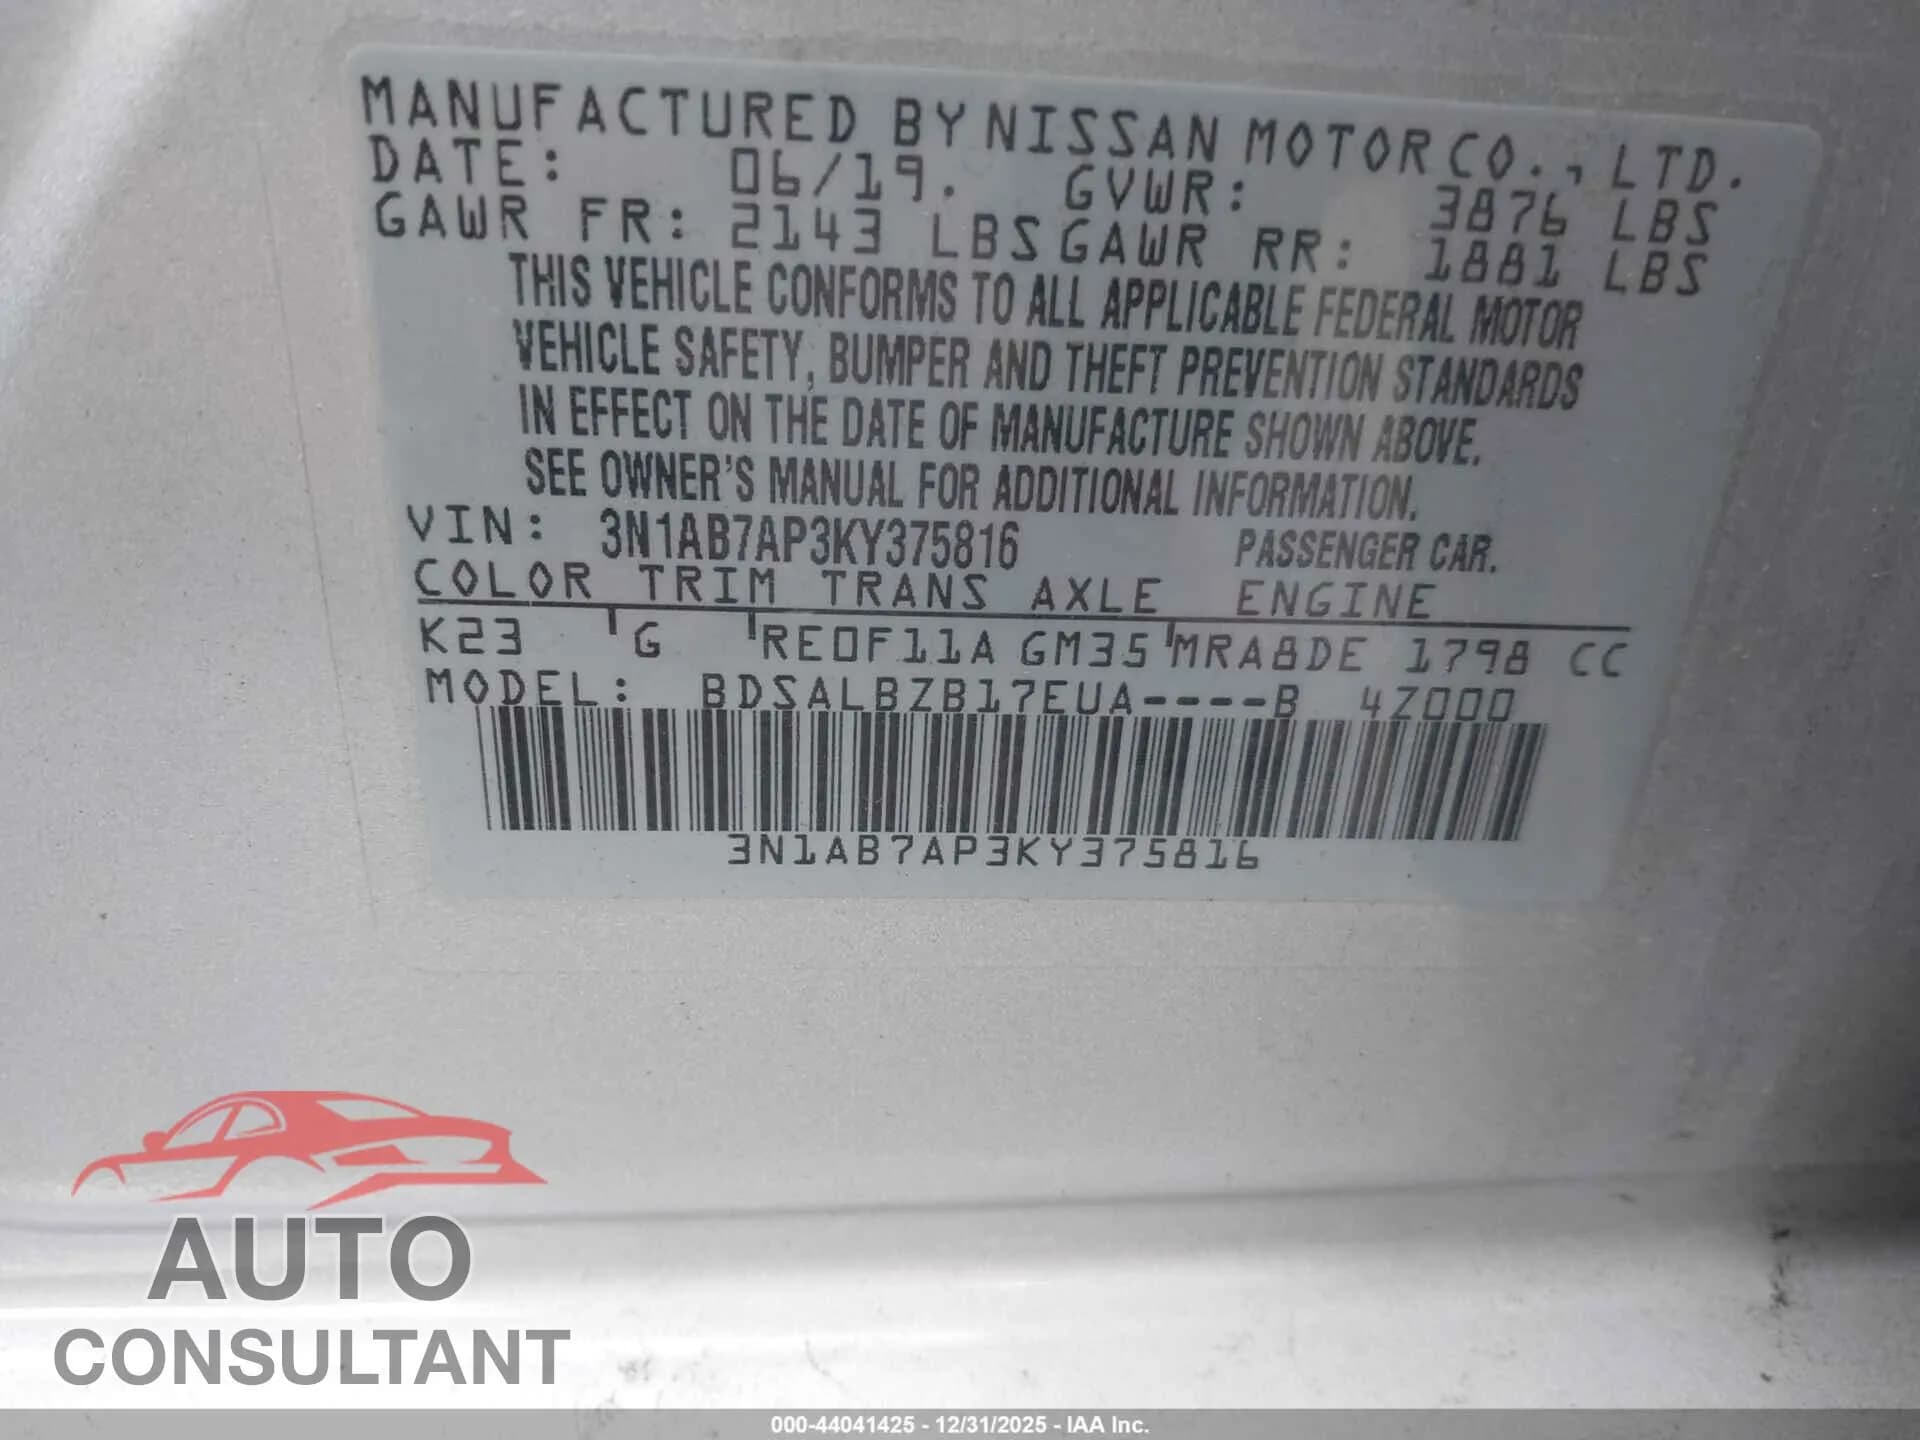 MANUFACTURED BY NISSAN MOTOR CO., LTD.
DATE: 06/19. GVWR: 3876 LBS
GAWR FR: 2143 LBS GAWR RR: 1881 LBS
THIS VEHICLE CONFORMS TO ALL APPLICABLE FEDERAL MOTOR
VEHICLE SAFETY, BUMPER AND THEFT PREVENTION STANDARDS
IN EFFECT ON THE DATE OF MANUFACTURE SHOWN ABOVE.
SEE OWNER'S MANUAL FOR ADDITIONAL INFORMATION.
VIN: 3N1AB7AP3KY375816 PASSENGER CAR.
COLOR TRIM TRANS AXLE ENGINE
K23 G RE0F11A GM35 MRA8DE 1798 CC
MODEL: BDSALBZB17EUA----B 4Z000
3N1AB7AP3KY375816
AUTO
CONSULTANT
000-44041425 - 12/31/2025 - IAA Inc.